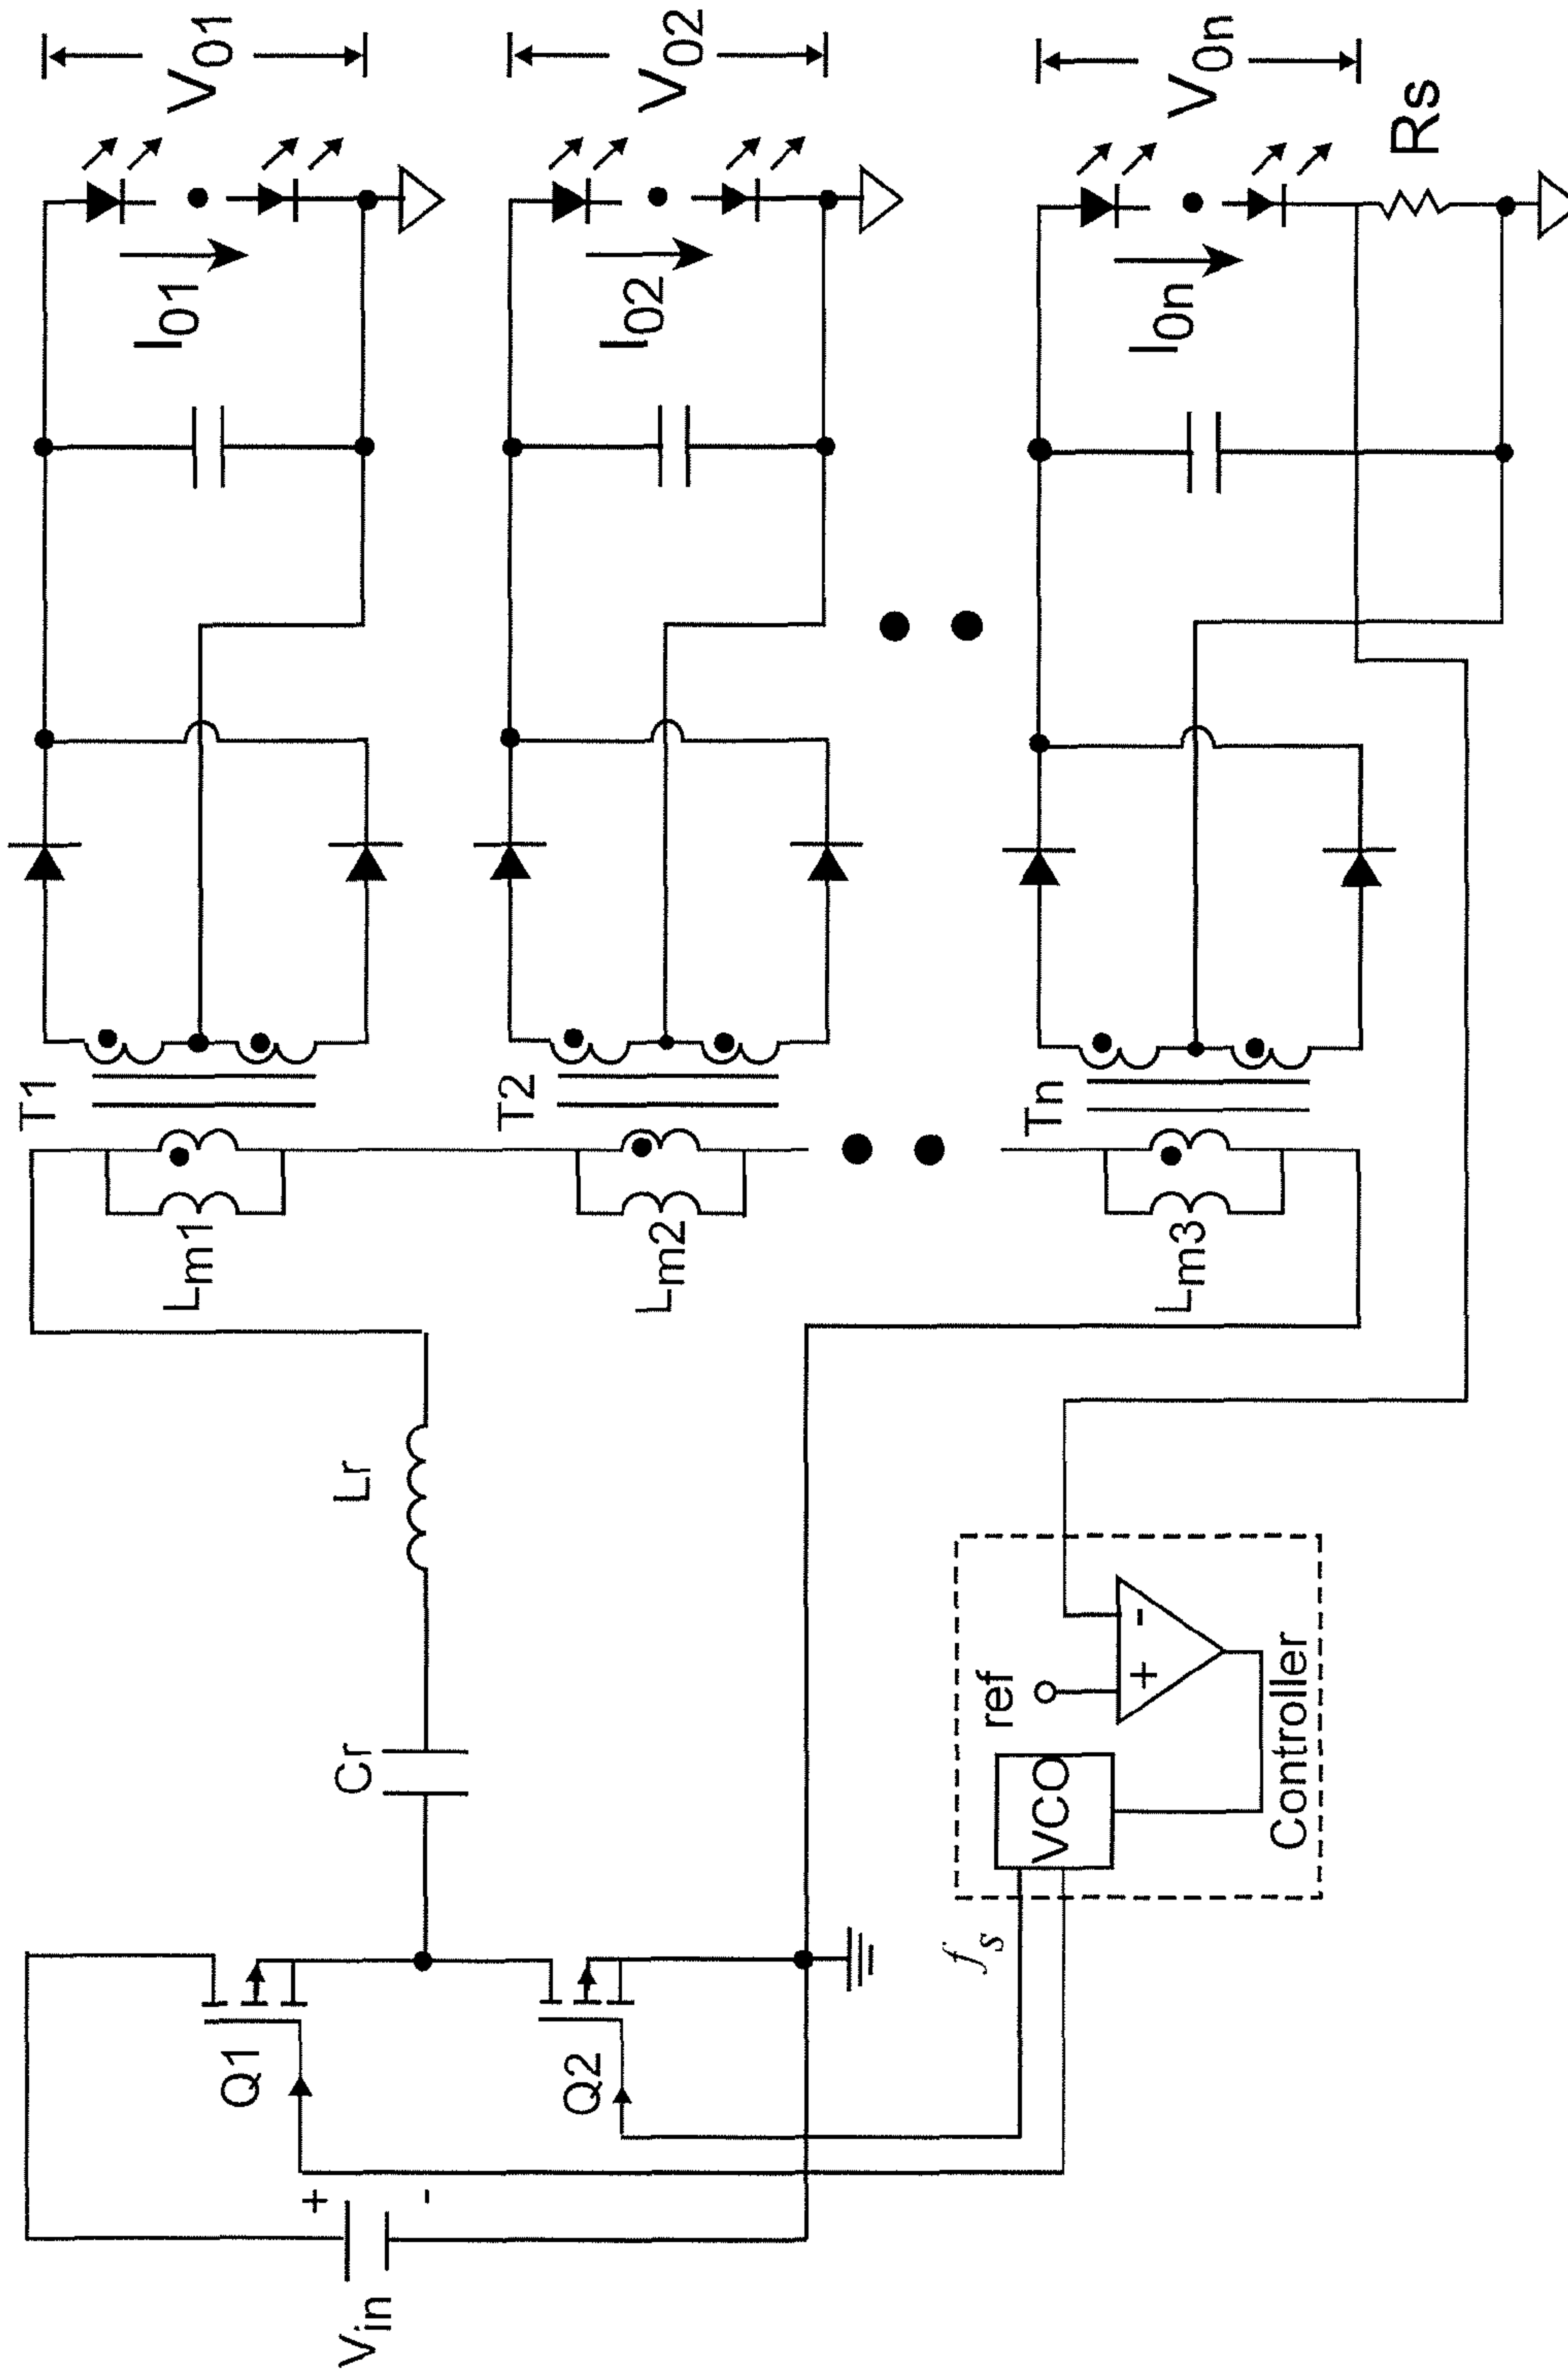 V01
V02
V0n
Rs
I01
I02
I0n
T1
T2
Tn
Lm1
Lm2
Lm3
Lr
Cr
ref
+
-
VCO
Controller
fs
Q1
Q2
+
-
Vin